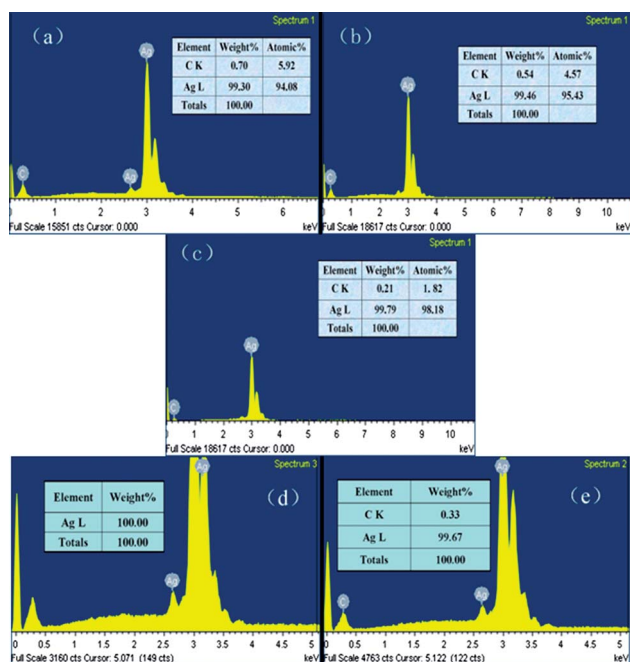 Spectrum 1
(a)
Element Weight% Atomic%
C K 0.70 5.92
Ag L 99.30 94.08
Totals 100.00
Ag
C
Ag
0 1 2 3 4 5 6
Full Scale 15851 cts Cursor: 0.000 keV
Spectrum 1
(b)
Element Weight% Atomic%
C K 0.54 4.57
Ag L 99.46 95.43
Totals 100.00
Ag
C
0 1 2 3 4 5 6 7 8 9 10
Full Scale 18617 cts Cursor: 0.000 keV
Spectrum 1
(c)
Element Weight% Atomic%
C K 0.21 1.82
Ag L 99.79 98.18
Totals 100.00
Ag
C
0 1 2 3 4 5 6 7 8 9 10
Full Scale 18617 cts Cursor: 0.000 keV
Spectrum 3
(d)
Element Weight%
Ag L 100.00
Totals 100.00
Ag
Ag
0 0.5 1 1.5 2 2.5 3 3.5 4 4.5 5
Full Scale 3160 cts Cursor: 5.071 (149 cts) keV
Spectrum 2
(e)
Element Weight%
C K 0.33
Ag L 99.67
Totals 100.00
Ag
C
Ag
0 0.5 1 1.5 2 2.5 3 3.5 4 4.5 5
Full Scale 4763 cts Cursor: 5.122 (122 cts) keV